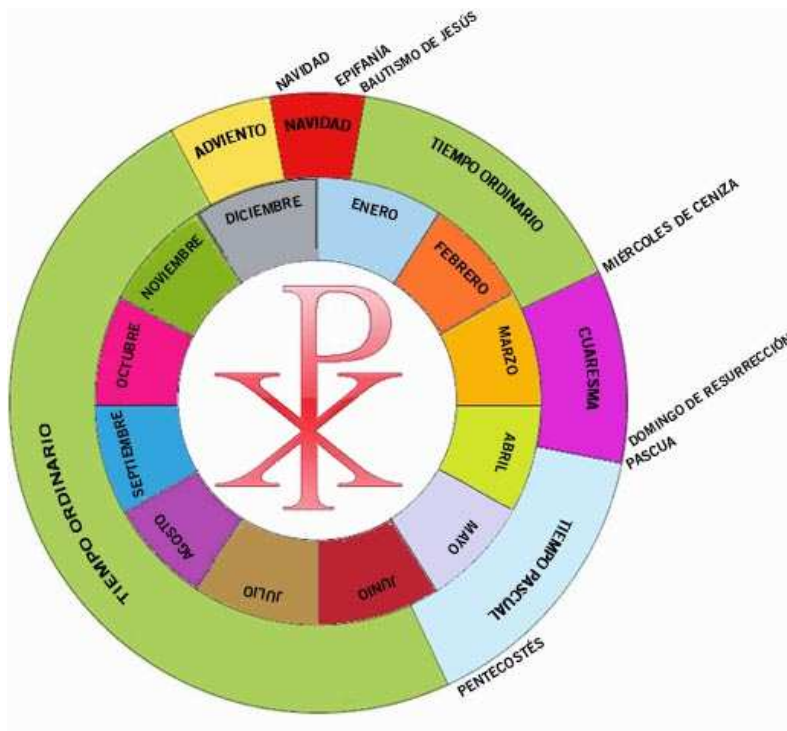 NAVIDAD
EPIFANÍA
BAUTISMO DE JESÚS
ADVIENTO
NAVIDAD
TIEMPO ORDINARIO
MIÉRCOLES DE CENIZA
CUARESMA
DOMINGO DE RESURRECCIÓN
PASCUA
TIEMPO PASCUAL
PENTECOSTÉS
TIEMPO ORDINARIO
ENERO
FEBRERO
MARZO
ABRIL
MAYO
JUNIO
JULIO
AGOSTO
SEPTIEMBRE
OCTUBRE
NOVIEMBRE
DICIEMBRE